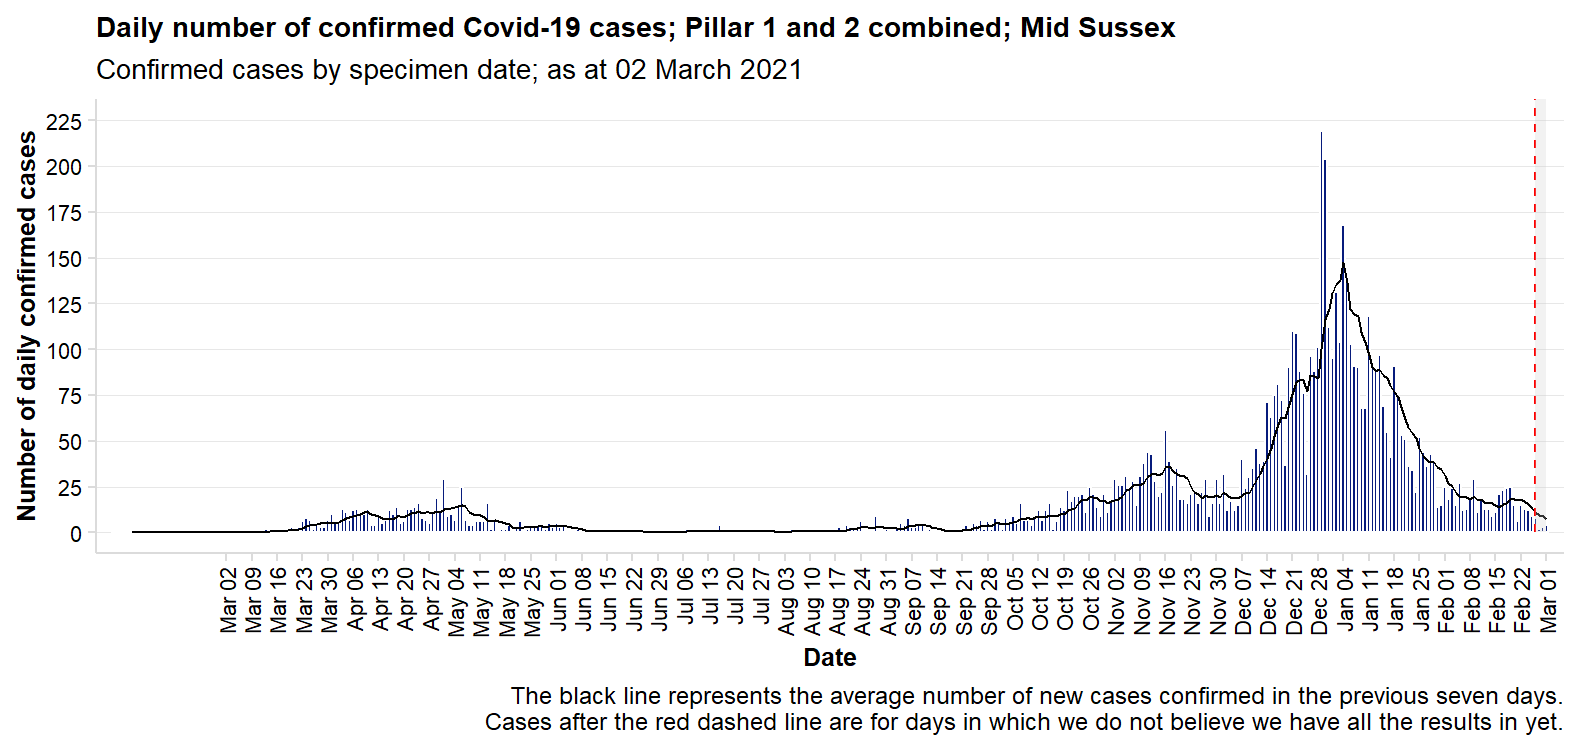 Daily number of confirmed Covid-19 cases; Pillar 1 and 2 combined; Mid Sussex
Confirmed cases by specimen date; as at 02 March 2021
Number of daily confirmed cases
225
200
175
150
125
100
75
50
25
0
Mar 02
Mar 09
Mar 16
Mar 23
Mar 30
Apr 06
Apr 13
Apr 20
Apr 27
May 04
May 11
May 18
May 25
Jun 01
Jun 08
Jun 15
Jun 22
Jun 29
Jul 06
Jul 13
Jul 20
Jul 27
Aug 03
Aug 10
Aug 17
Aug 24
Aug 31
Sep 07
Sep 14
Sep 21
Sep 28
Oct 05
Oct 12
Oct 19
Oct 26
Nov 02
Nov 09
Nov 16
Nov 23
Nov 30
Dec 07
Dec 14
Dec 21
Dec 28
Jan 04
Jan 11
Jan 18
Jan 25
Feb 01
Feb 08
Feb 15
Feb 22
Mar 01
Date
The black line represents the average number of new cases confirmed in the previous seven days.
Cases after the red dashed line are for days in which we do not believe we have all the results in yet.